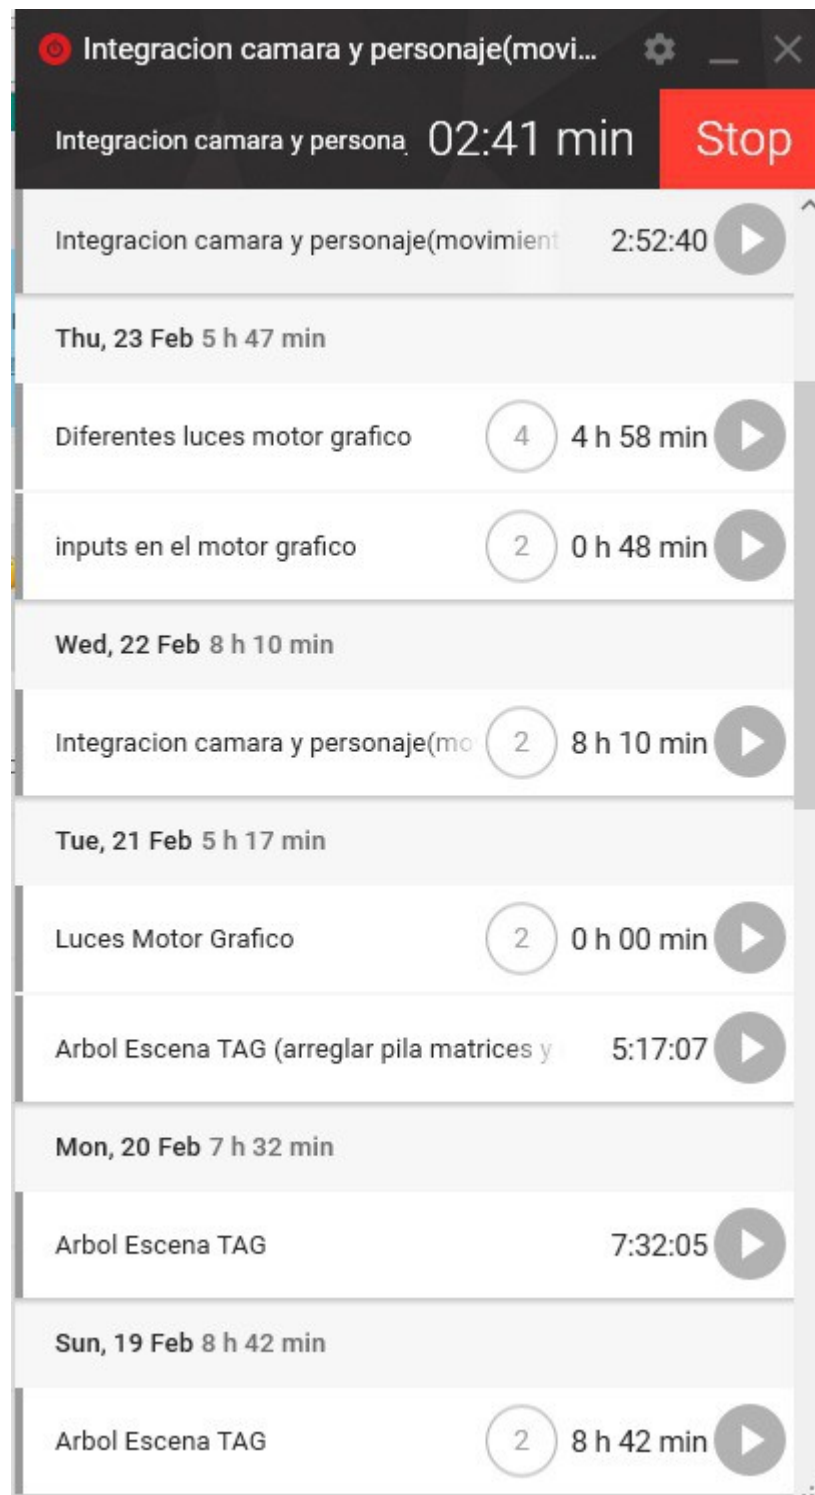 Integracion camara y personaje(movi...
Integracion camara y persona 02:41 min Stop
Integracion camara y personaje(movimient 2:52:40
Thu, 23 Feb 5 h 47 min
Diferentes luces motor grafico 4 4 h 58 min
inputs en el motor grafico 2 0 h 48 min
Wed, 22 Feb 8 h 10 min
Integracion camara y personaje(mo 2 8 h 10 min
Tue, 21 Feb 5 h 17 min
Luces Motor Grafico 2 0 h 00 min
Arbol Escena TAG (arreglar pila matrices y 5:17:07
Mon, 20 Feb 7 h 32 min
Arbol Escena TAG 7:32:05
Sun, 19 Feb 8 h 42 min
Arbol Escena TAG 2 8 h 42 min